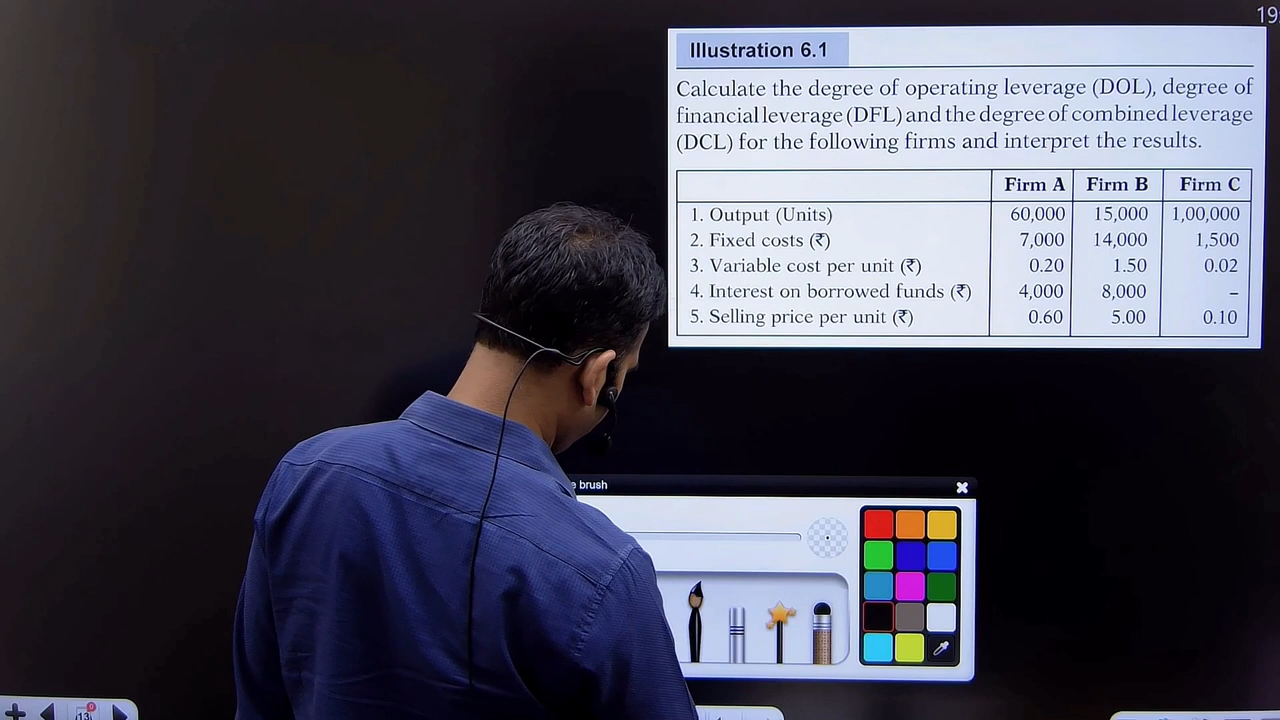 19
Illustration 6.1
Calculate the degree of operating leverage (DOL), degree of
financial leverage (DFL) and the degree of combined leverage
(DCL) for the following firms and interpret the results.
Firm A Firm B Firm C
1. Output (Units) 60,000 15,000 1,00,000
2. Fixed costs (₹) 7,000 14,000 1,500
3. Variable cost per unit (₹) 0.20 1.50 0.02
4. Interest on borrowed funds (₹) 4,000 8,000 –
5. Selling price per unit (₹) 0.60 5.00 0.10
brush
13